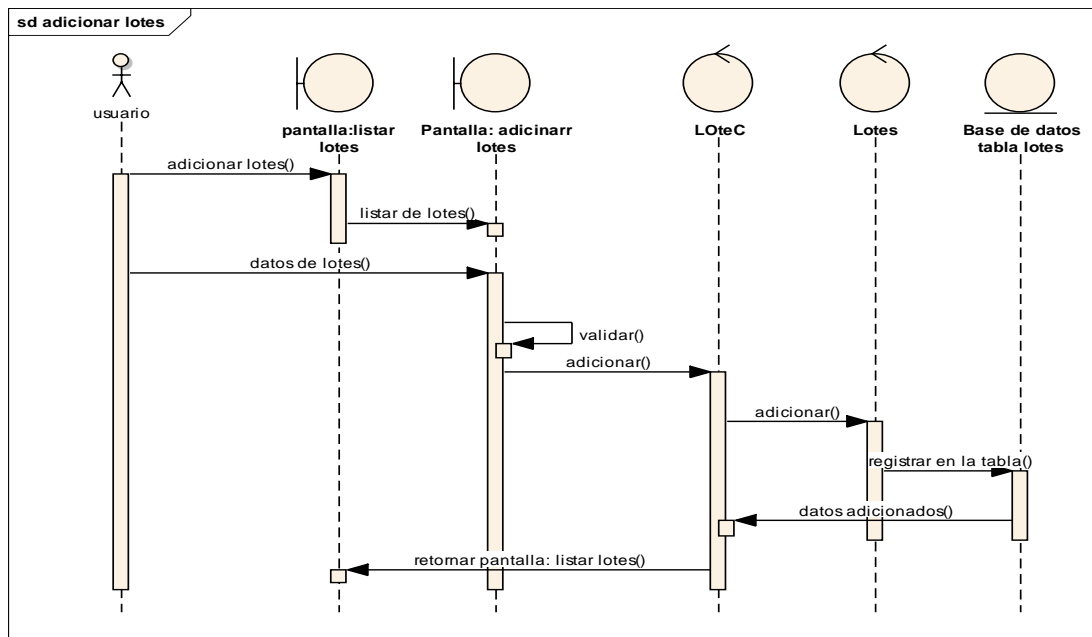 sd adicionar lotes
usuario
pantalla:listar
lotes
Pantalla: adicinarr
lotes
LOteC
Lotes
Base de datos
tabla lotes
adicionar lotes()
listar de lotes()
datos de lotes()
validar()
adicionar()
adicionar()
registrar en la tabla()
datos adicionados()
retornar pantalla: listar lotes()